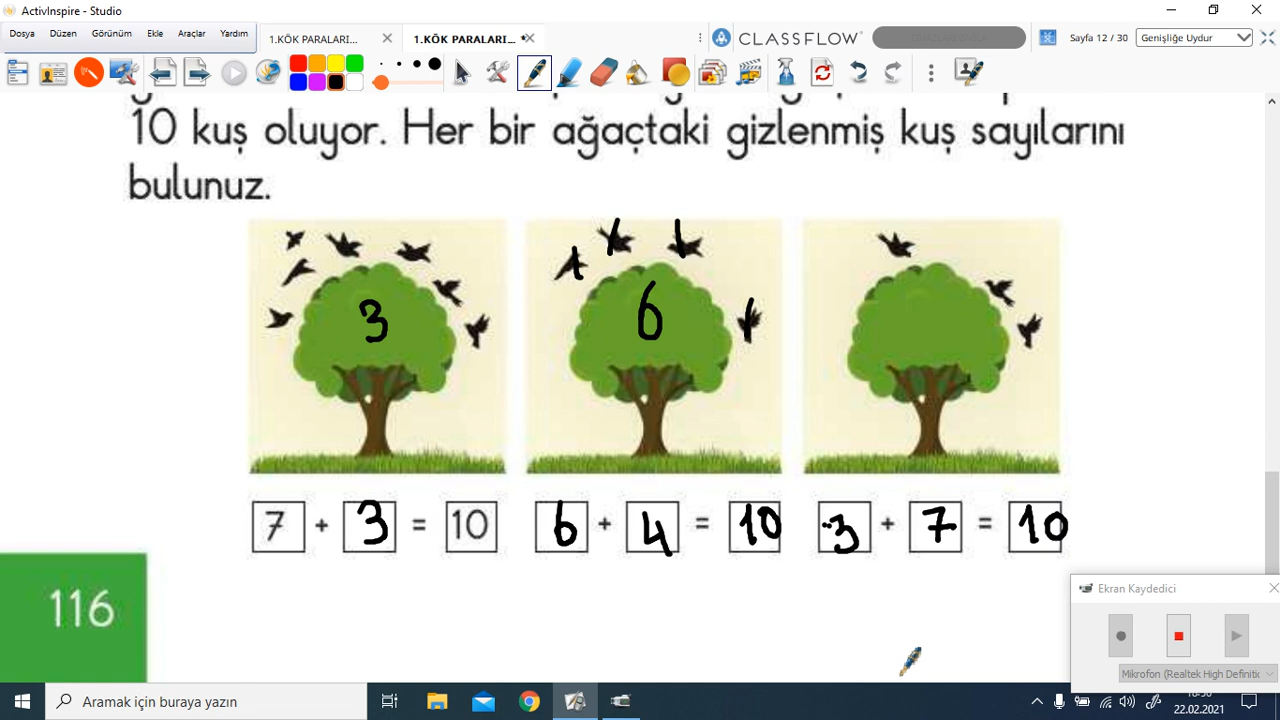 ActivInspire - Studio
Dosya Düzen Görünüm Ekle Araçlar Yardım
1.KÖK PARALARI... 1.KÖK PARALARI... *
CLASSFLOW
Sayfa 12 / 30 Genişliğe Uydur
10 kuş oluyor. Her bir ağaçtaki gizlenmiş kuş sayılarını
bulunuz.
3 6
7 + 3 = 10 6 + 4 = 10 3 + 7 = 10
116
Ekran Kaydedici
Mikrofon (Realtek High Definitic
Aramak için buraya yazın
22.02.2021